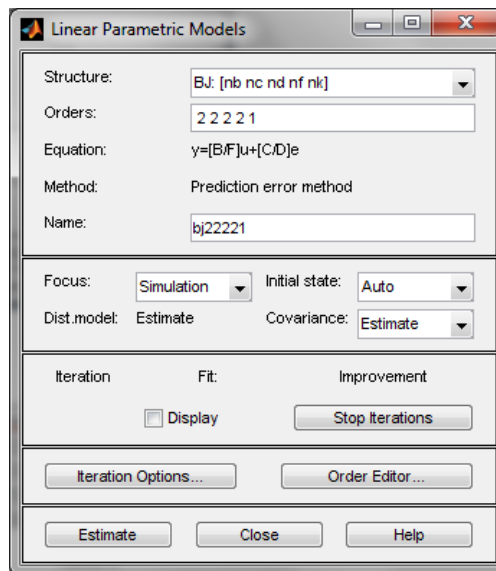 Linear Parametric Models
Structure: BJ: [nb nc nd nf nk]
Orders: 2 2 2 2 1
Equation: y=[B/F]u+[C/D]e
Method: Prediction error method
Name: bj22221
Focus: Simulation Initial state: Auto
Dist.model: Estimate Covariance: Estimate
Iteration Fit: Improvement
Display Stop Iterations
Iteration Options... Order Editor...
Estimate Close Help